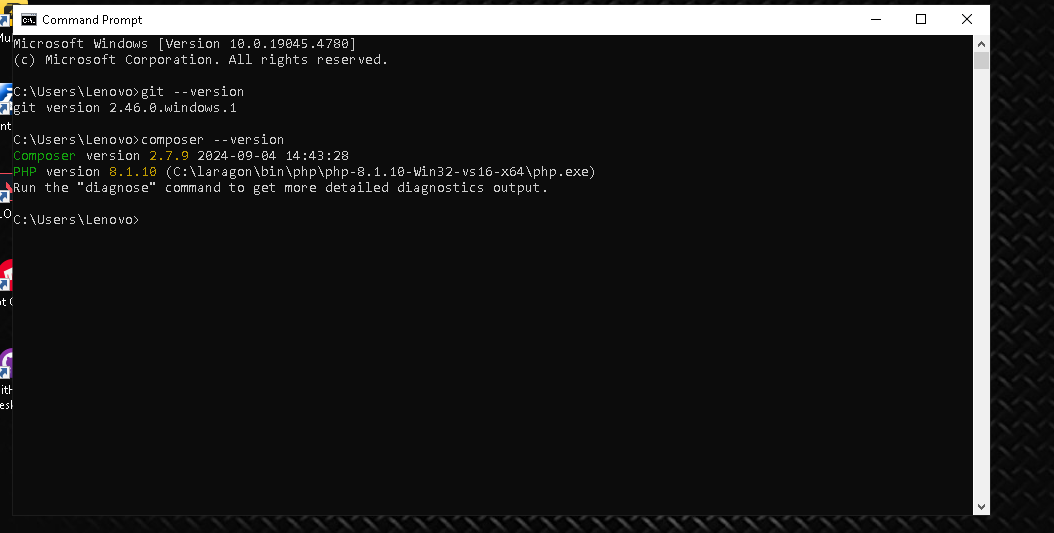 Command Prompt
Microsoft Windows [Version 10.0.19045.4780]
(c) Microsoft Corporation. All rights reserved.
C:\Users\Lenovo>git --version
git version 2.46.0.windows.1
C:\Users\Lenovo>composer --version
Composer version 2.7.9 2024-09-04 14:43:28
PHP version 8.1.10 (C:\laragon\bin\php\php-8.1.10-Win32-vs16-x64\php.exe)
Run the "diagnose" command to get more detailed diagnostics output.
C:\Users\Lenovo>